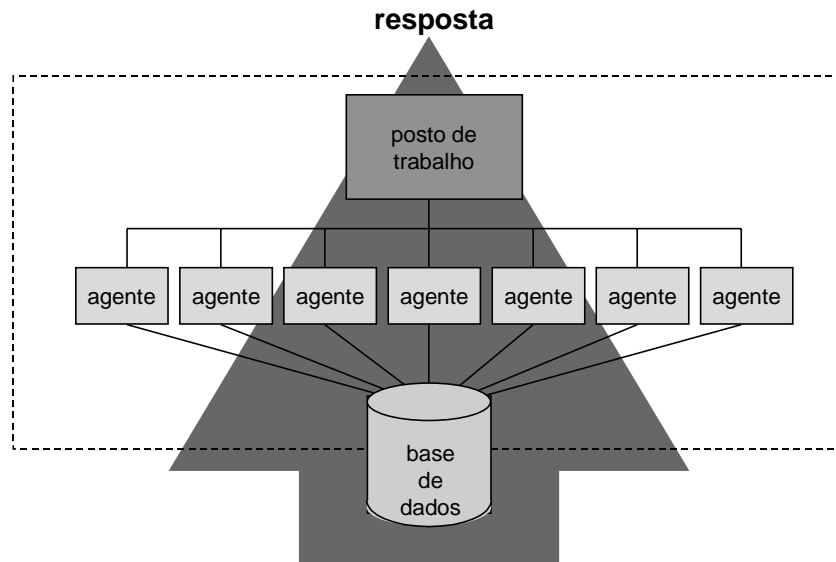 resposta
posto de
trabalho
agente agente agente agente agente agente agente
base
de
dados